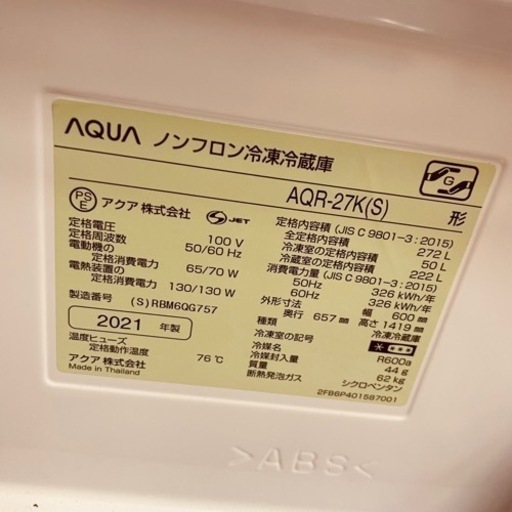 AQUA ノンフロン冷凍冷蔵庫
AQR-27K(S) 形
PSE アクア 株式会社 S JET
定格電圧 100 V
定格周波数 50/60 Hz
電動機の
定格消費電力 65/70 W
電熱装置の
定格消費電力 130/130 W
製造番号 (S)RBM6QG757
2021 年製
温度ヒューズ
定格動作温度 76℃
アクア 株式会社
Made in Thailand
G
定格内容積 (JIS C 9801-3:2015)
全定格内容積 272 L
冷凍室の定格内容積 50 L
冷蔵室の定格内容積 222 L
消費電力量 (JIS C 9801-3:2015)
50Hz 326 kWh/年
60Hz 326 kWh/年
外形寸法 幅 600 mm
奥行 657 mm 高さ 1419 mm
種類 冷凍冷蔵庫
冷凍室の記号
冷媒名 R600a
冷媒封入量 44 g
質量 62 kg
断熱発泡ガス シクロペンタン
2FB6P401587001
>ABS<